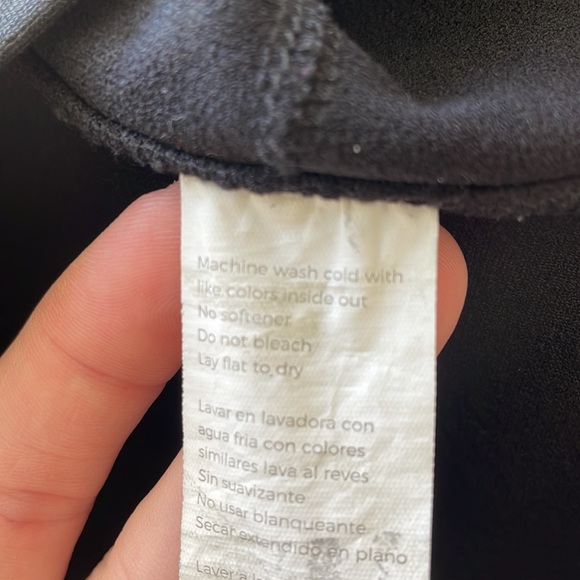 Machine wash cold with
like colors inside out
No softener
Do not bleach
Lay flat to dry
Lavar en lavadora con
agua fria con colores
similares lava al reves
Sin suavizante
No usar blanqueante
Secar extendido en plano
Laver a